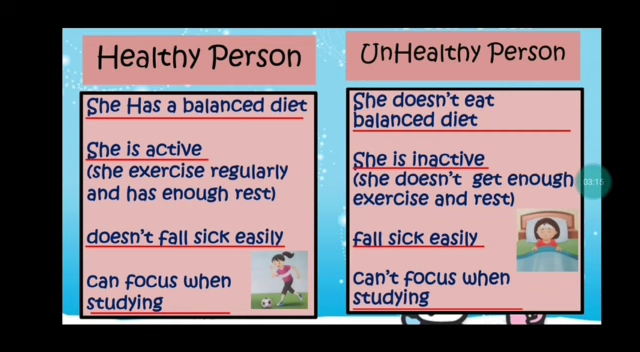 Healthy Person
She Has a balanced diet
She is active
(she exercise regularly
and has enough rest)
doesn't fall sick easily
can focus when
studying
UnHealthy Person
She doesn't eat
balanced diet
She is inactive
(she doesn't get enough
exercise and rest)
fall sick easily
can't focus when
studying
03:15